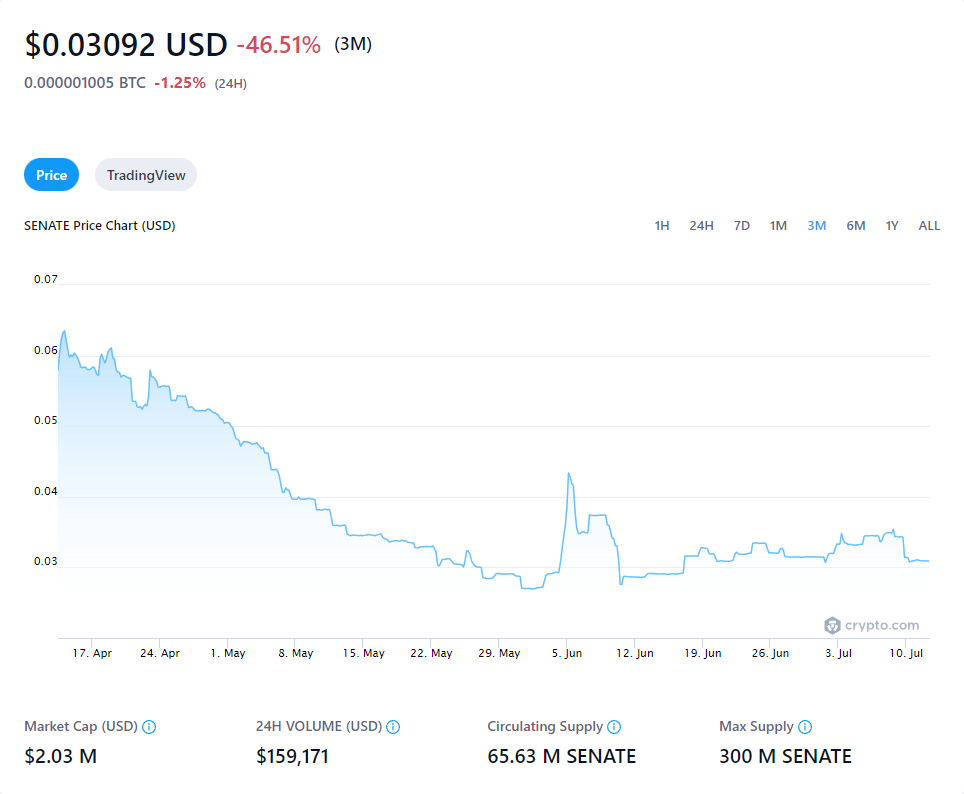 $0.03092 USD -46.51% (3M)
0.000001005 BTC -1.25% (24H)
Price TradingView
SENATE Price Chart (USD) 1H 24H 7D 1M 3M 6M 1Y ALL
0.07
0.06
0.05
0.04
0.03
crypto.com
17. Apr 24. Apr 1. May 8. May 15. May 22. May 29. May 5. Jun 12. Jun 19. Jun 26. Jun 3. Jul 10. Jul
Market Cap (USD) 24H VOLUME (USD) Circulating Supply Max Supply
$2.03 M $159,171 65.63 M SENATE 300 M SENATE